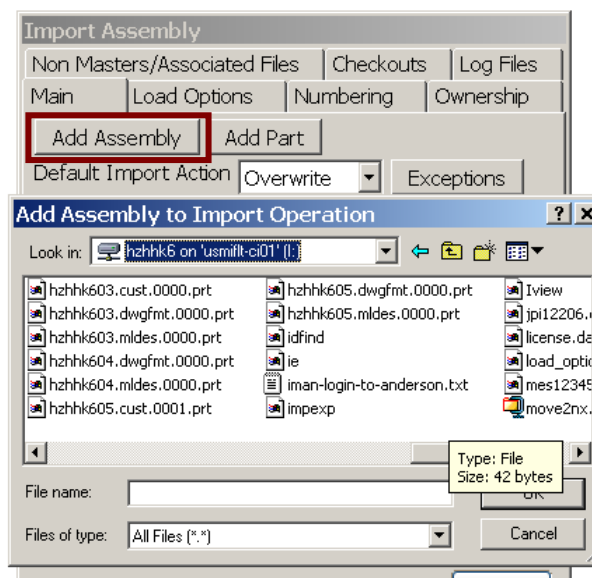 Import Assembly
Non Masters/Associated Files Checkouts Log Files
Main Load Options Numbering Ownership
Add Assembly Add Part
Default Import Action Overwrite Exceptions
Add Assembly to Import Operation ? x
Look in: hzhhk6 on 'usmiflt-ci01' (I:)
hzhhk603.cust.0000.prt hzhhk605.dwgfmt.0000.prt Iview
hzhhk603.dwgfmt.0000.prt hzhhk605.mldes.0000.prt jpi12206.
hzhhk603.mldes.0000.prt idfind license.da
hzhhk604.dwgfmt.0000.prt ie load_optio
hzhhk604.mldes.0000.prt iman-login-to-anderson.txt mes12345
hzhhk605.cust.0001.prt impexp move2nx.
Type: File
Size: 42 bytes
File name: OK
Files of type: All Files (*.*) Cancel